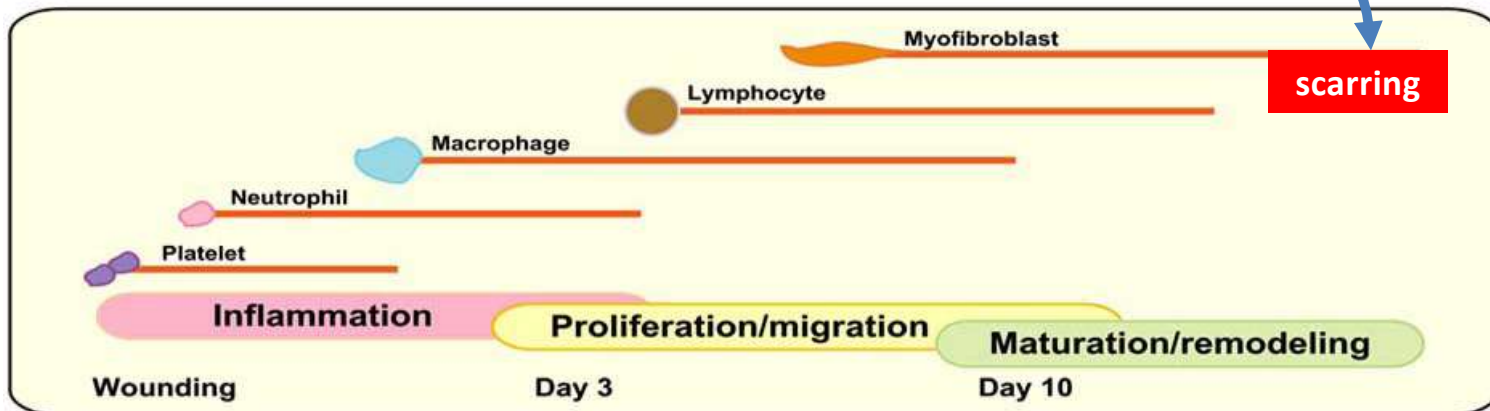 Myofibroblast
scarring
Lymphocyte
Macrophage
Neutrophil
Platelet
Inflammation
Proliferation/migration
Maturation/remodeling
Wounding Day 3 Day 10